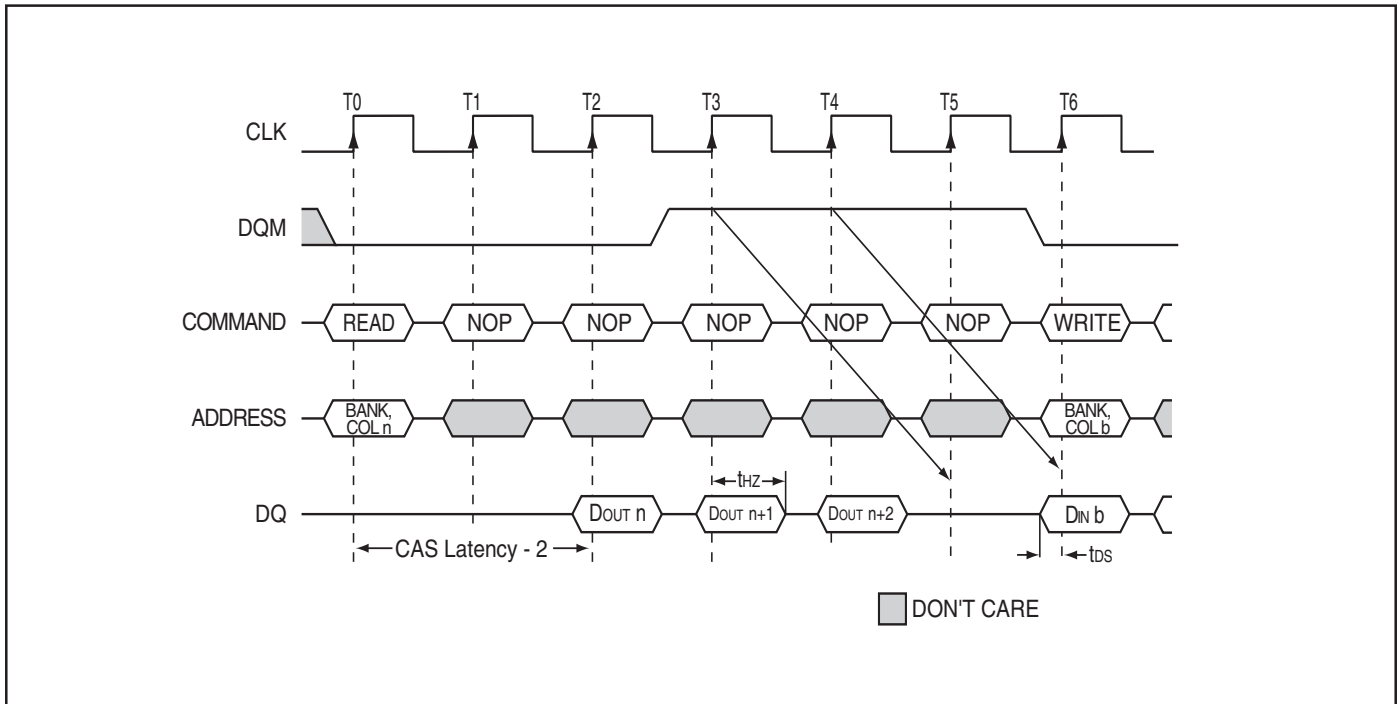 T0 T1 T2 T3 T4 T5 T6
CLK
DQM
COMMAND READ NOP NOP NOP NOP NOP WRITE
ADDRESS BANK, COL n BANK, COL b
tHZ
DQ DOUT n DOUT n+1 DOUT n+2 DIN b
CAS Latency - 2 tDS
DON'T CARE